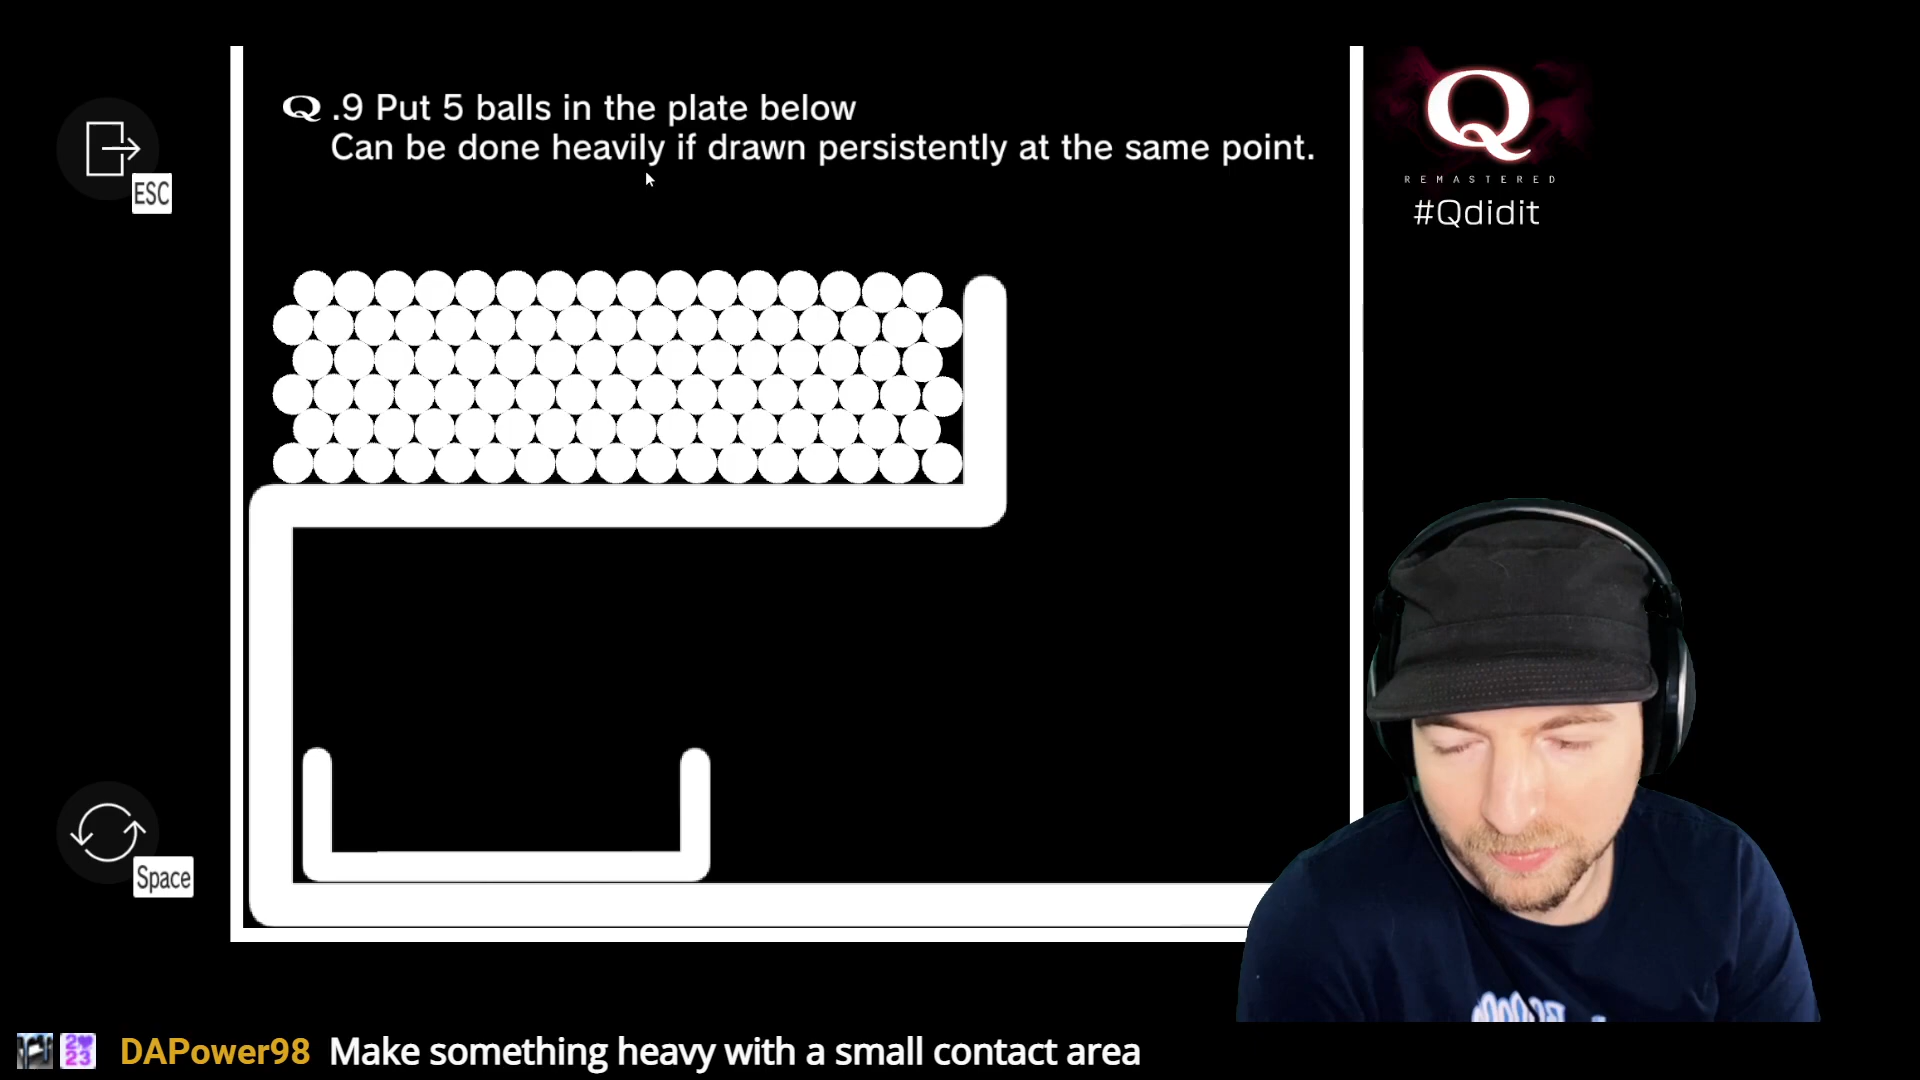 Q.9 Put 5 balls in the plate below
Can be done heavily if drawn persistently at the same point.
ESC
Q
REMASTERED
#Qdidit
Space
DAPower98 Make something heavy with a small contact area